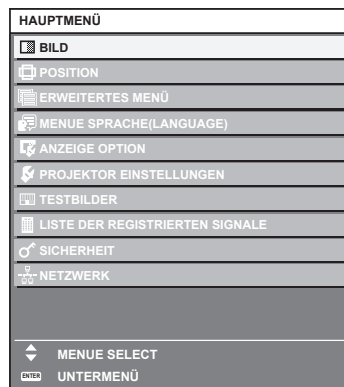 HAUPTMENÜ
BILD
POSITION
ERWEITERTES MENÜ
MENUE SPRACHE(LANGUAGE)
ANZEIGE OPTION
PROJEKTOR EINSTELLUNGEN
TESTBILDER
LISTE DER REGISTRIERTEN SIGNALE
SICHERHEIT
NETZWERK
MENUE SELECT
ENTER UNTERMENÜ